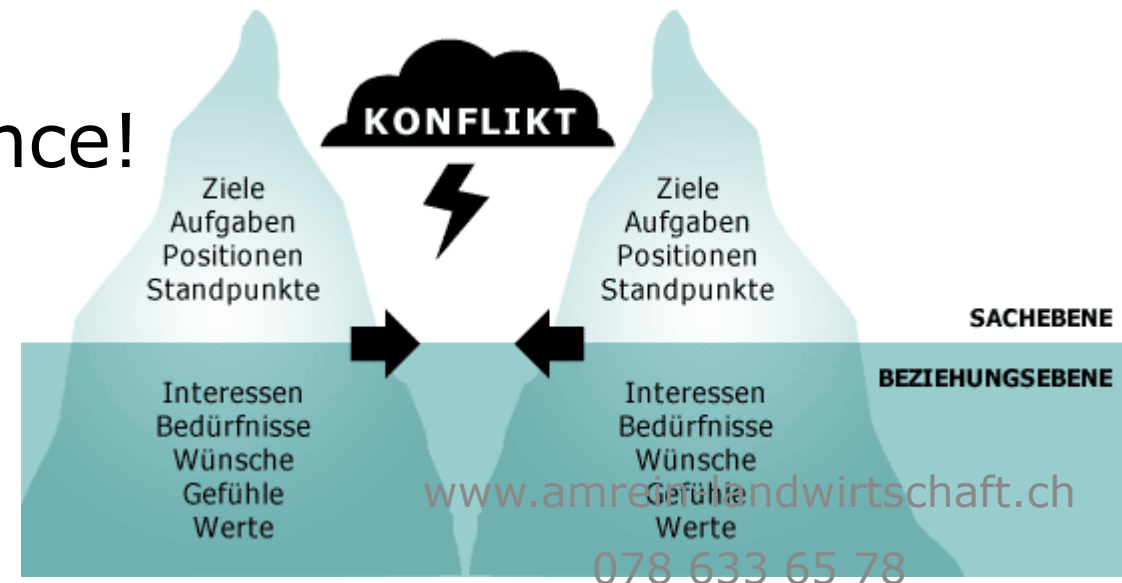 nce!
KONFLIKT
Ziele
Aufgaben
Positionen
Standpunkte
Ziele
Aufgaben
Positionen
Standpunkte
SACHEBENE
BEZIEHUNGSEBENE
Interessen
Bedürfnisse
Wünsche
Gefühle
Werte
Interessen
Bedürfnisse
Wünsche
Gefühle
Werte
www.amrein-landwirtschaft.ch
078 633 65 78